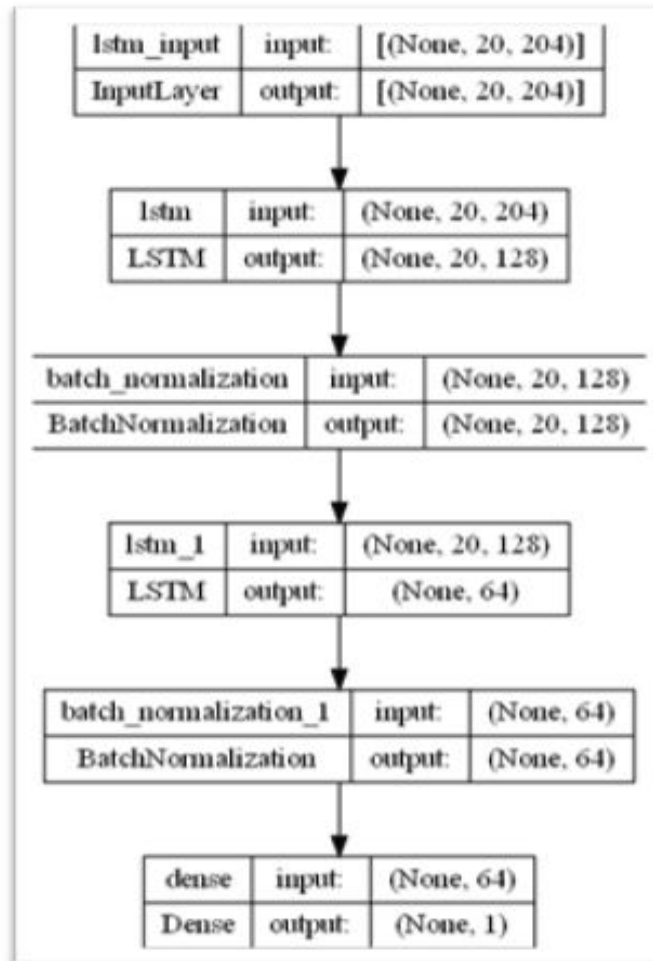 lstm_input input: [(None, 20, 204)]
InputLayer output: [(None, 20, 204)]
lstm input: (None, 20, 204)
LSTM output: (None, 20, 128)
batch_normalization input: (None, 20, 128)
BatchNormalization output: (None, 20, 128)
lstm_1 input: (None, 20, 128)
LSTM output: (None, 64)
batch_normalization_1 input: (None, 64)
BatchNormalization output: (None, 64)
dense input: (None, 64)
Dense output: (None, 1)